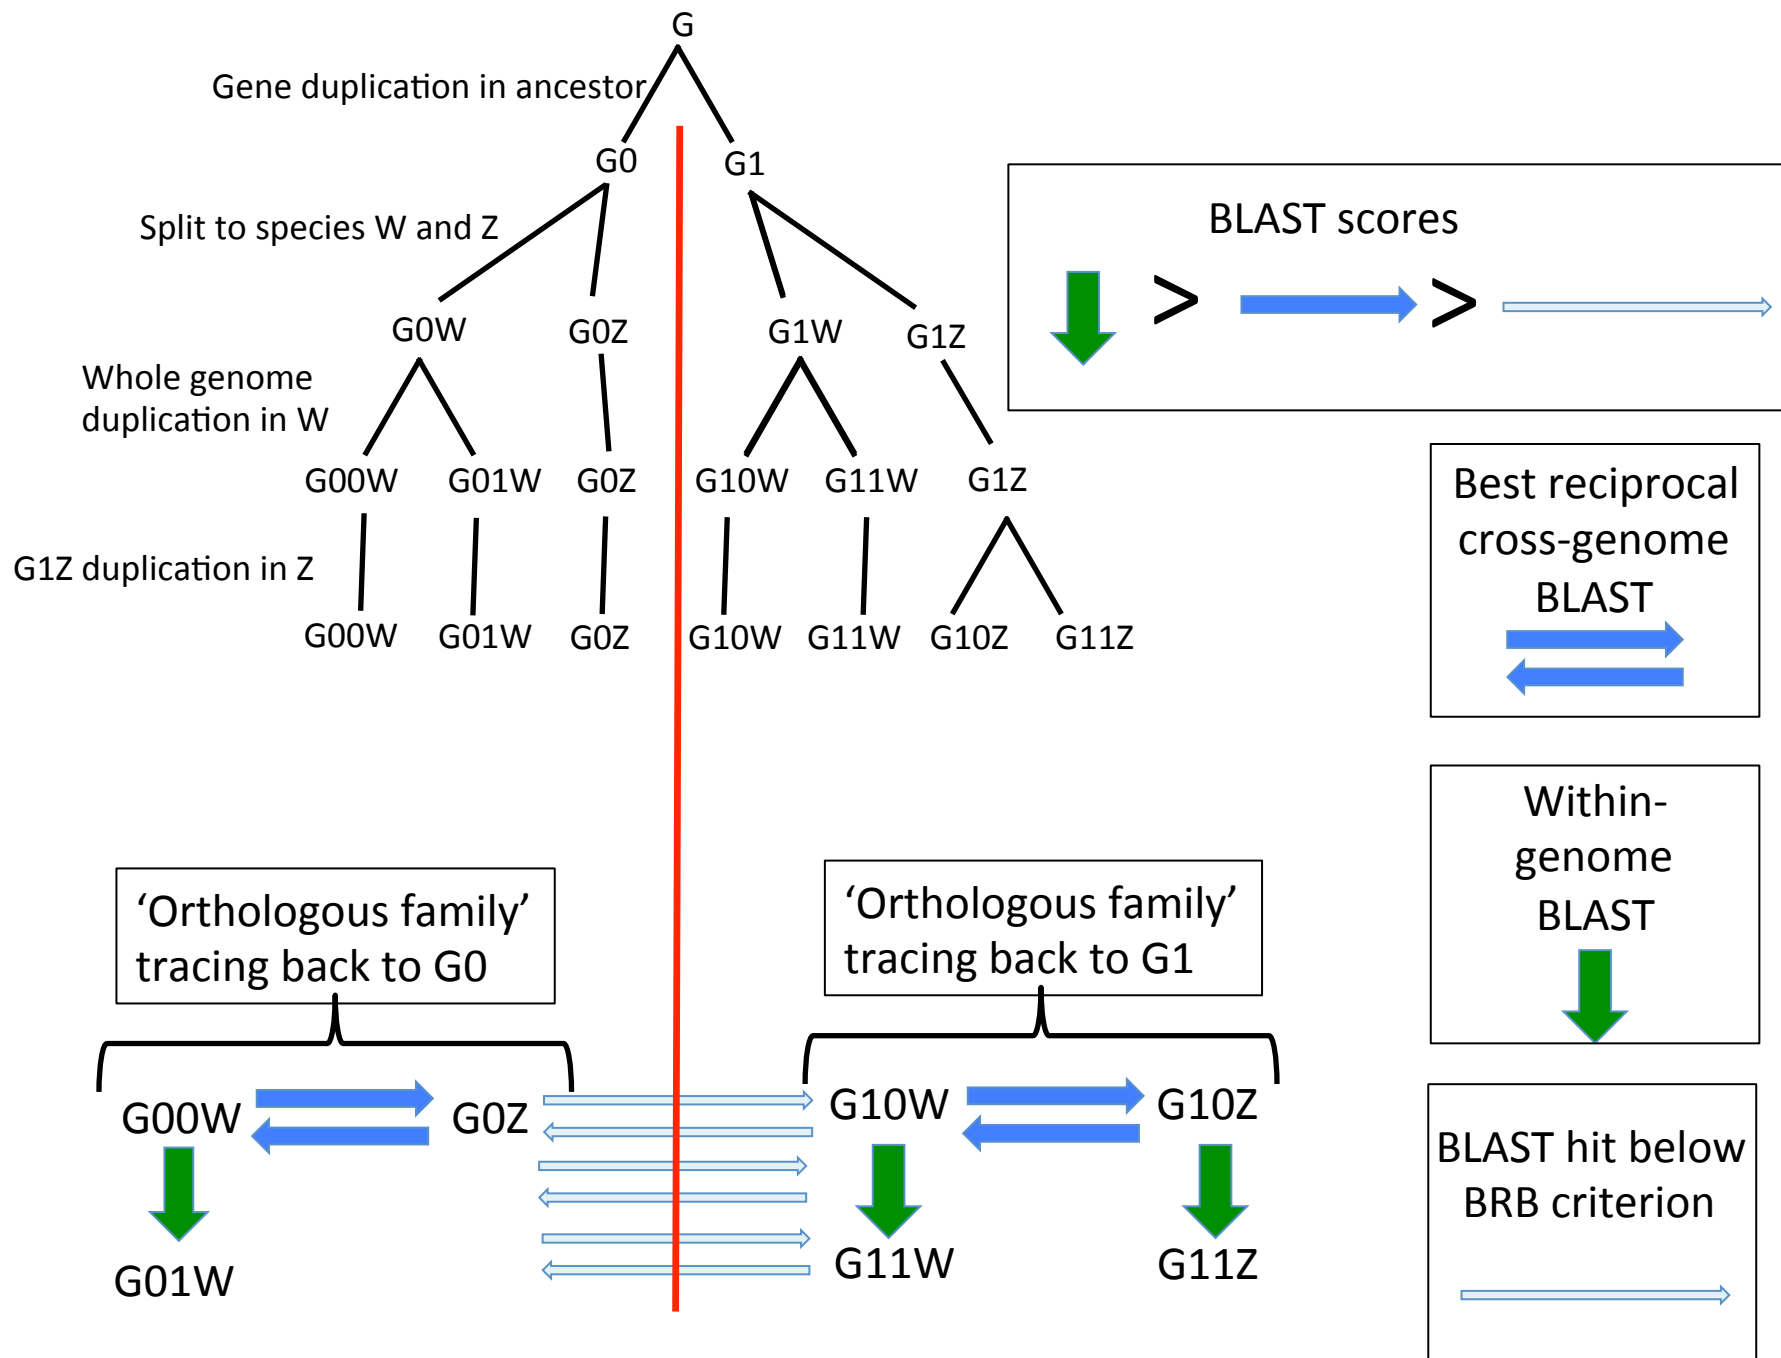 G
Gene duplication in ancestor
G0 G1
Split to species W and Z
G0W G0Z G1W G1Z
Whole genome
duplication in W
G00W G01W G0Z G10W G11W G1Z
G1Z duplication in Z
G00W G01W G0Z G10W G11W G10Z G11Z
BLAST scores
> >
Best reciprocal
cross-genome
BLAST
Within-
genome
BLAST
BLAST hit below
BRB criterion
‘Orthologous family’
tracing back to G0
‘Orthologous family’
tracing back to G1
G00W G0Z G10W G10Z
G01W G11W G11Z